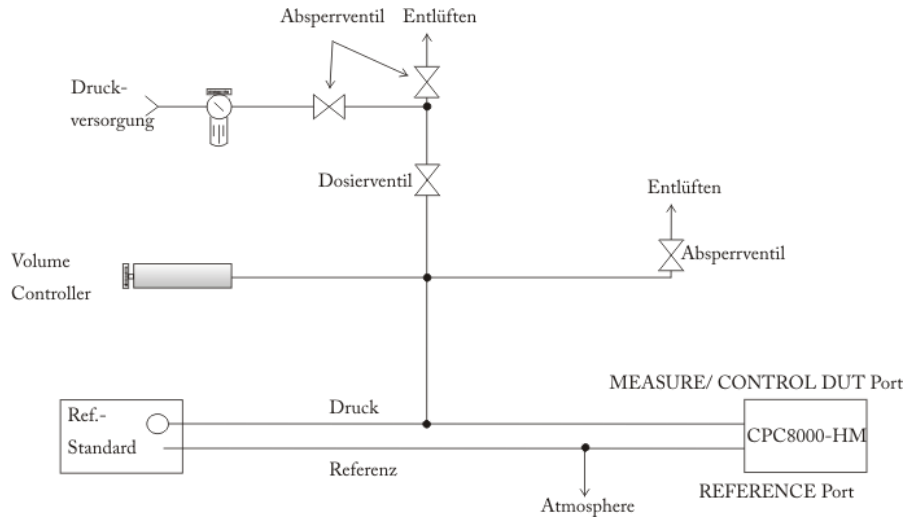 Absperrventil
Entlüften
Druck-
versorgung
Dosierventil
Entlüften
Absperrventil
Volume
Controller
MEASURE/ CONTROL DUT Port
Ref.-
Standard
Druck
CPC8000-HM
Referenz
REFERENCE Port
Atmosphere